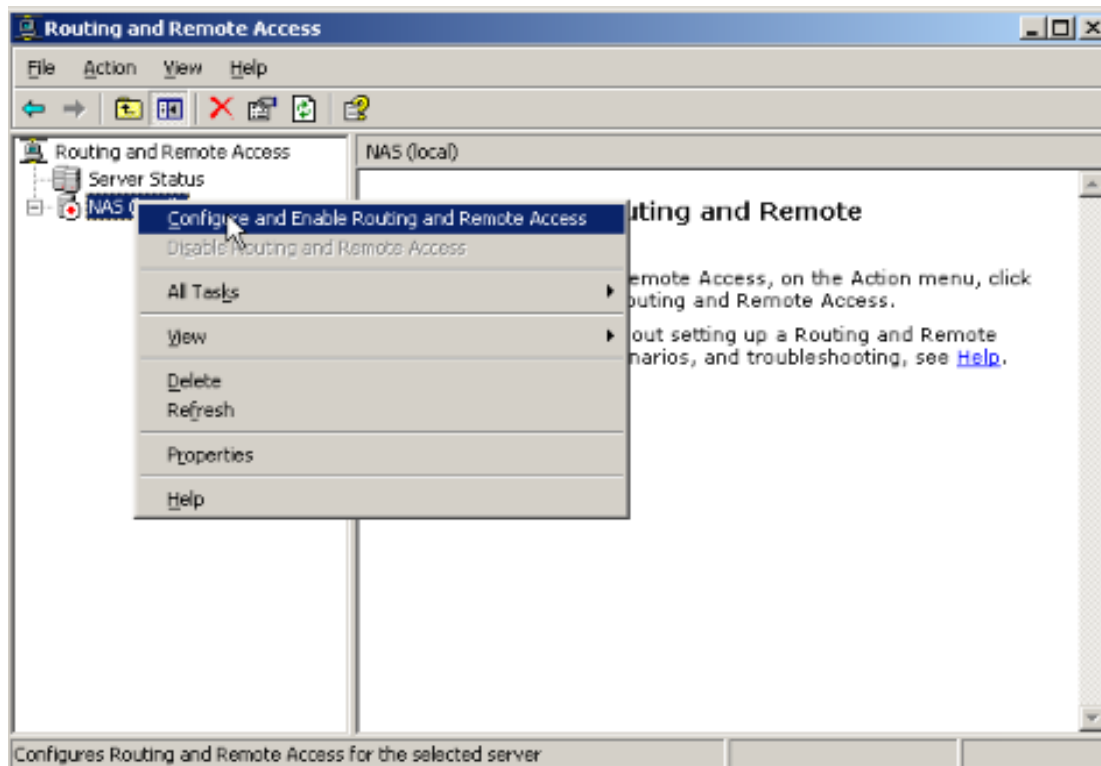 Routing and Remote Access
File Action View Help
Routing and Remote Access
NAS (local)
Server Status
NAS
Configure and Enable Routing and Remote Access
uting and Remote
Disable Routing and Remote Access
emote Access, on the Action menu, click
All Tasks
outing and Remote Access.
View
out setting up a Routing and Remote
narios, and troubleshooting, see Help.
Delete
Refresh
Properties
Help
Configures Routing and Remote Access for the selected server